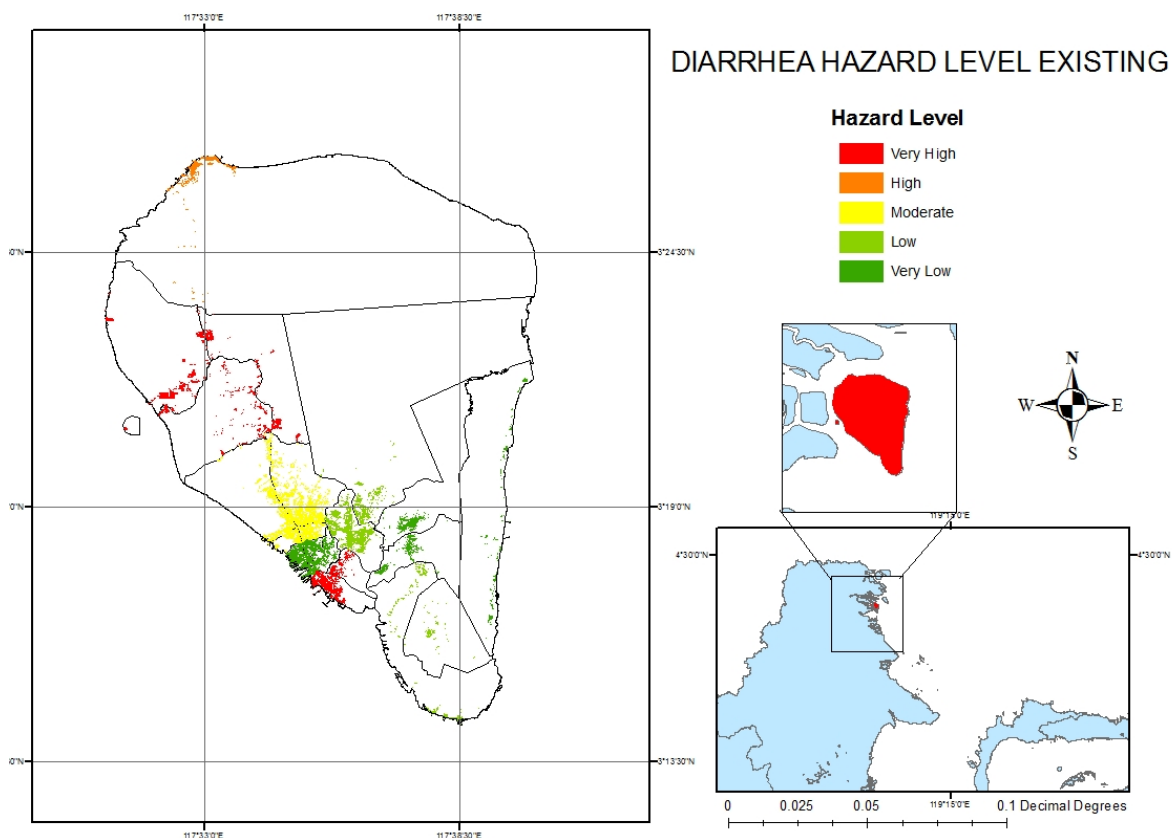 117°33'0"E
117°38'30"E
DIARRHEA HAZARD LEVEL EXISTING
Hazard Level
Very High
High
Moderate
Low
Very Low
3°24'30"N
N
W
E
S
3°19'0"N
119°15'0"E
4°30'0"N
4°30'0"N
3°13'30"N
119°15'0"E
0
0.025
0.05
0.1 Decimal Degrees
117°33'0"E
117°38'30"E